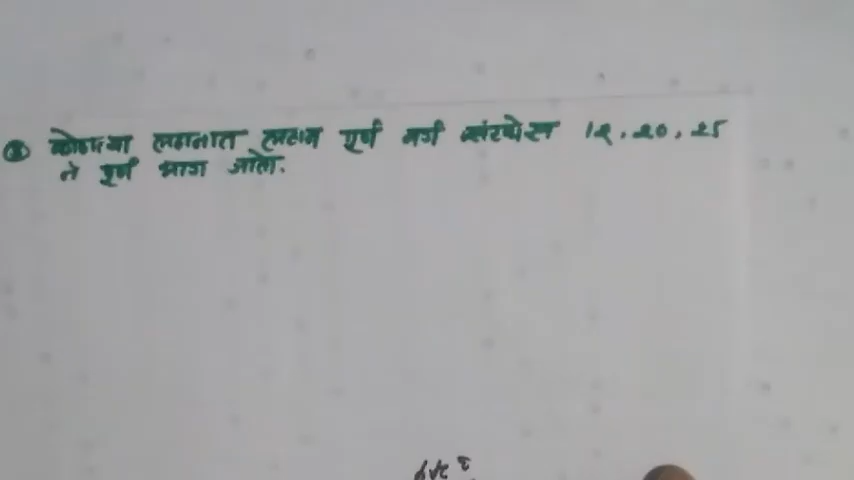 कोणत्या लहानात लहान पूर्ण वर्ग संख्येस 12, 20, 25
ने पूर्ण भाग जातो.